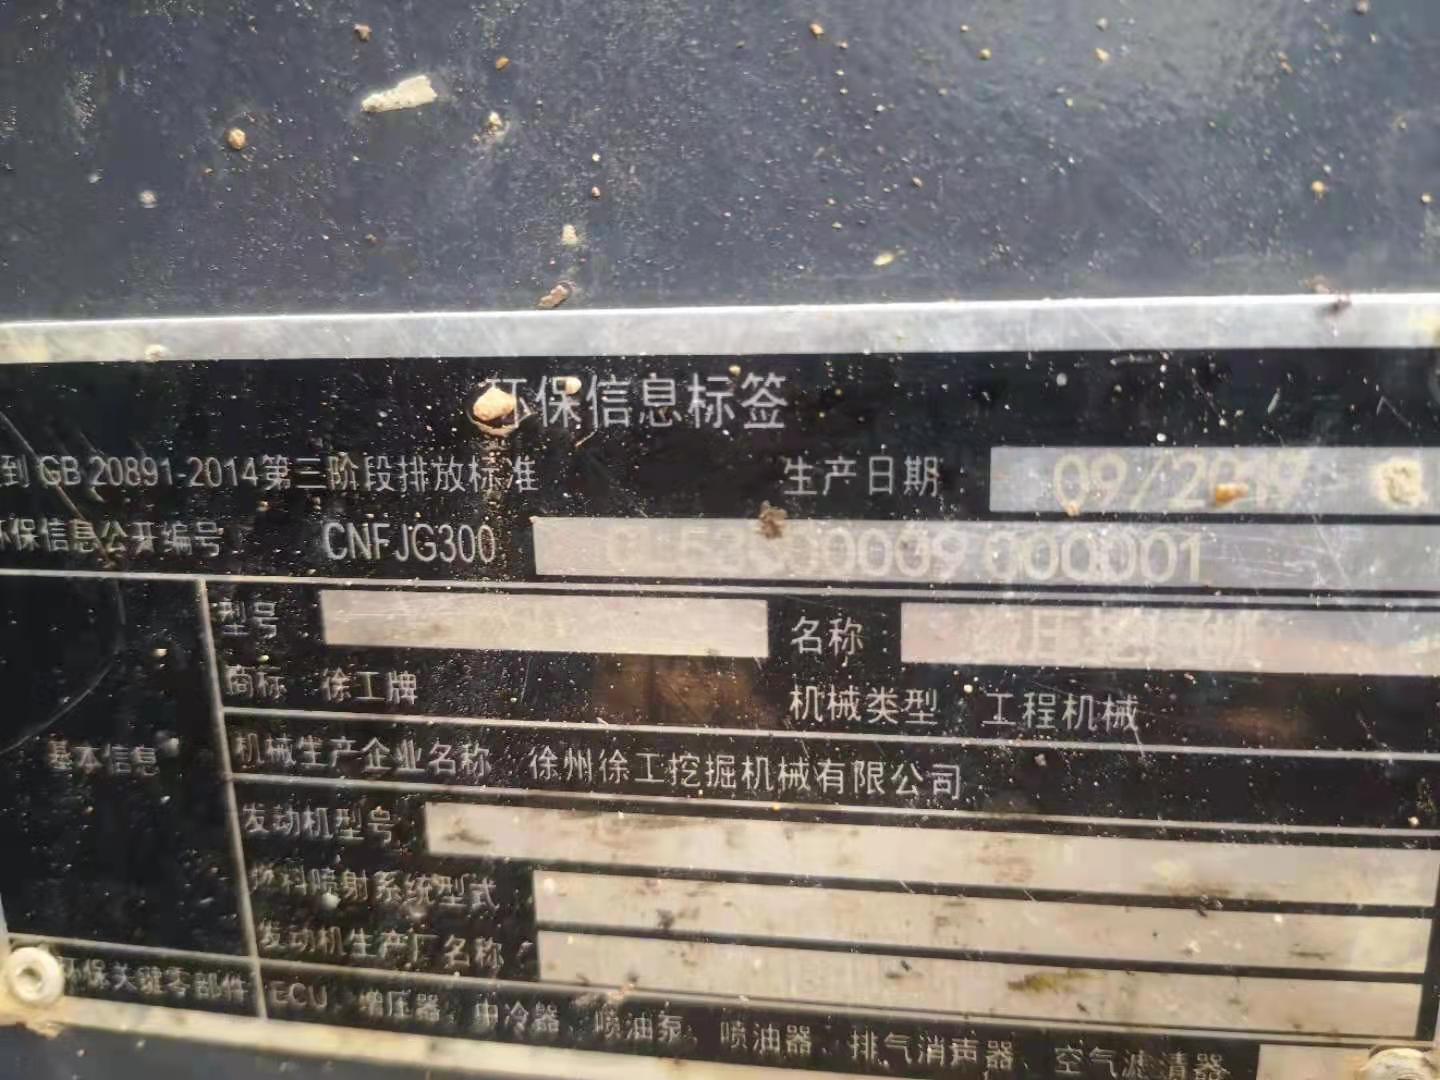 环保信息标签
到 GB 20891-2014第三阶段排放标准 生产日期 09/2019
环保信息公开编号 CNFJG300 000001
型号 名称
商标 徐工牌 机械类型 工程机械
基本信息 机械生产企业名称 徐州徐工挖掘机械有限公司
发动机型号
燃料喷射系统型式
发动机生产厂名称
环保关键零部件 ECU、增压器、中冷器、喷油泵、喷油器、排气消声器、空气滤清器